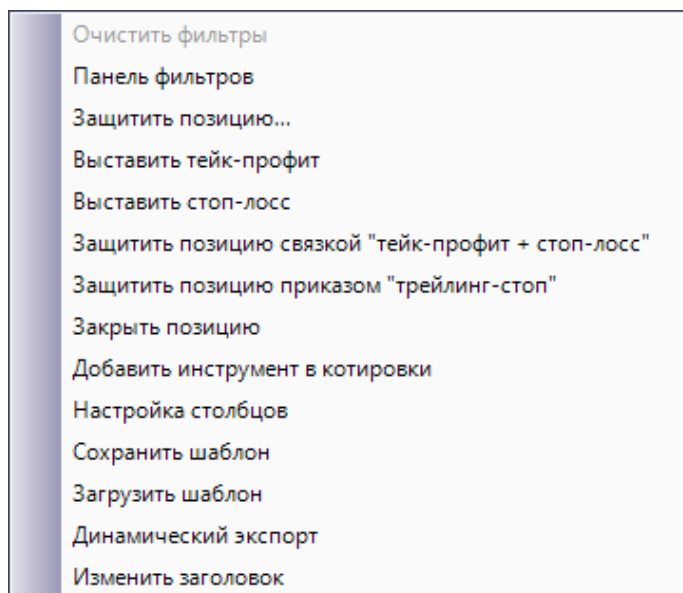 Очистить фильтры
Панель фильтров
Защитить позицию...
Выставить тейк-профит
Выставить стоп-лосс
Защитить позицию связкой "тейк-профит + стоп-лосс"
Защитить позицию приказом "трейлинг-стоп"
Закрыть позицию
Добавить инструмент в котировки
Настройка столбцов
Сохранить шаблон
Загрузить шаблон
Динамический экспорт
Изменить заголовок